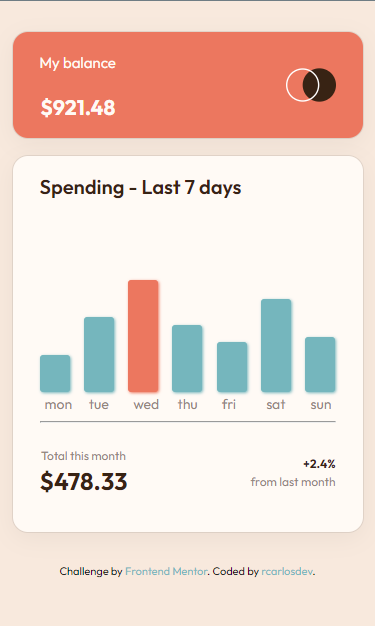 My balance
$921.48
Spending - Last 7 days
mon tue wed thu fri sat sun
Total this month
$478.33
+2.4%
from last month
Challenge by Frontend Mentor. Coded by rcarlosdev.